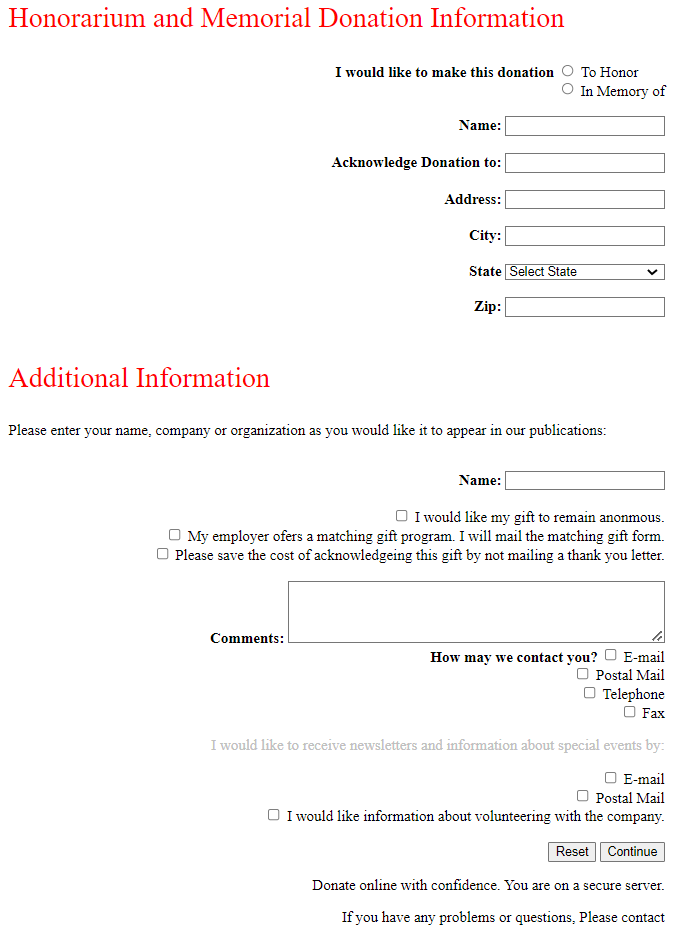 Honorarium and Memorial Donation Information
I would like to make this donation To Honor
In Memory of
Name:
Acknowledge Donation to:
Address:
City:
State Select State
Zip:
Additional Information
Please enter your name, company or organization as you would like it to appear in our publications:
Name:
I would like my gift to remain anonmous.
My employer ofers a matching gift program. I will mail the matching gift form.
Please save the cost of acknowledgeing this gift by not mailing a thank you letter.
Comments:
How may we contact you? E-mail
Postal Mail
Telephone
Fax
I would like to receive newsletters and information about special events by:
E-mail
Postal Mail
I would like information about volunteering with the company.
Reset Continue
Donate online with confidence. You are on a secure server.
If you have any problems or questions, Please contact